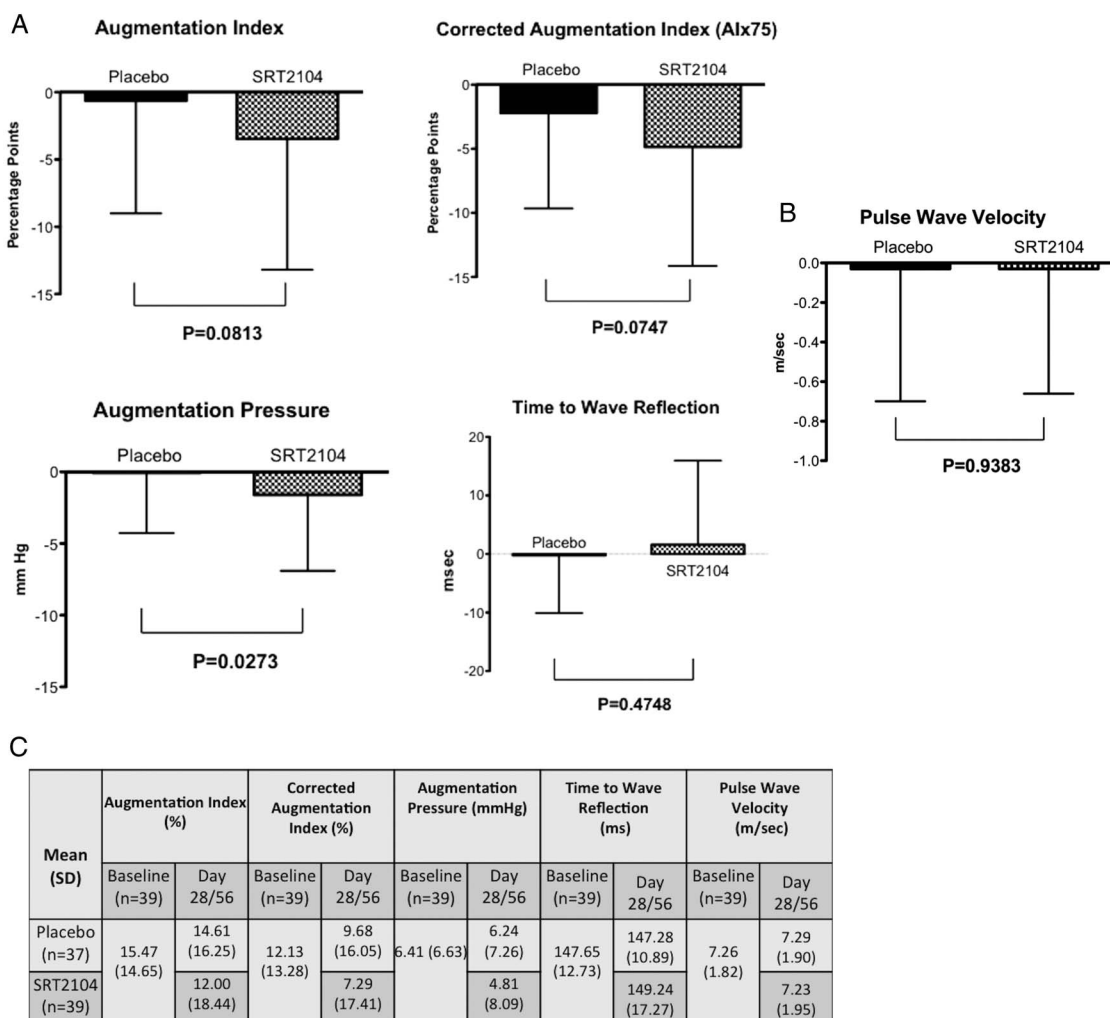 A
Augmentation Index
Placebo
SRT2104
Percentage Points
0
-5
-10
-15
P=0.0813
Corrected Augmentation Index (AIx75)
Placebo
SRT2104
Percentage Points
0
-5
-10
-15
P=0.0747
Augmentation Pressure
Placebo
SRT2104
mm Hg
0
-5
-10
-15
P=0.0273
Time to Wave Reflection
Placebo
SRT2104
msec
20
10
0
-10
-20
P=0.4748
B
Pulse Wave Velocity
Placebo
SRT2104
m/sec
0.0
-0.2
-0.4
-0.6
-0.8
-1.0
P=0.9383
C
Mean
(SD)
Augmentation Index
(%)
Corrected
Augmentation
Index (%)
Augmentation
Pressure (mmHg)
Time to Wave
Reflection
(ms)
Pulse Wave
Velocity
(m/sec)
Baseline
(n=39)
Day
28/56
Baseline
(n=39)
Day
28/56
Baseline
(n=39)
Day
28/56
Baseline
(n=39)
Day
28/56
Baseline
(n=39)
Day
28/56
Placebo
(n=37)
15.47
(14.65)
14.61
(16.25)
12.13
(13.28)
9.68
(16.05)
6.41 (6.63)
6.24
(7.26)
147.65
(12.73)
147.28
(10.89)
7.26
(1.82)
7.29
(1.90)
SRT2104
(n=39)
12.00
(18.44)
7.29
(17.41)
4.81
(8.09)
149.24
(17.27)
7.23
(1.95)